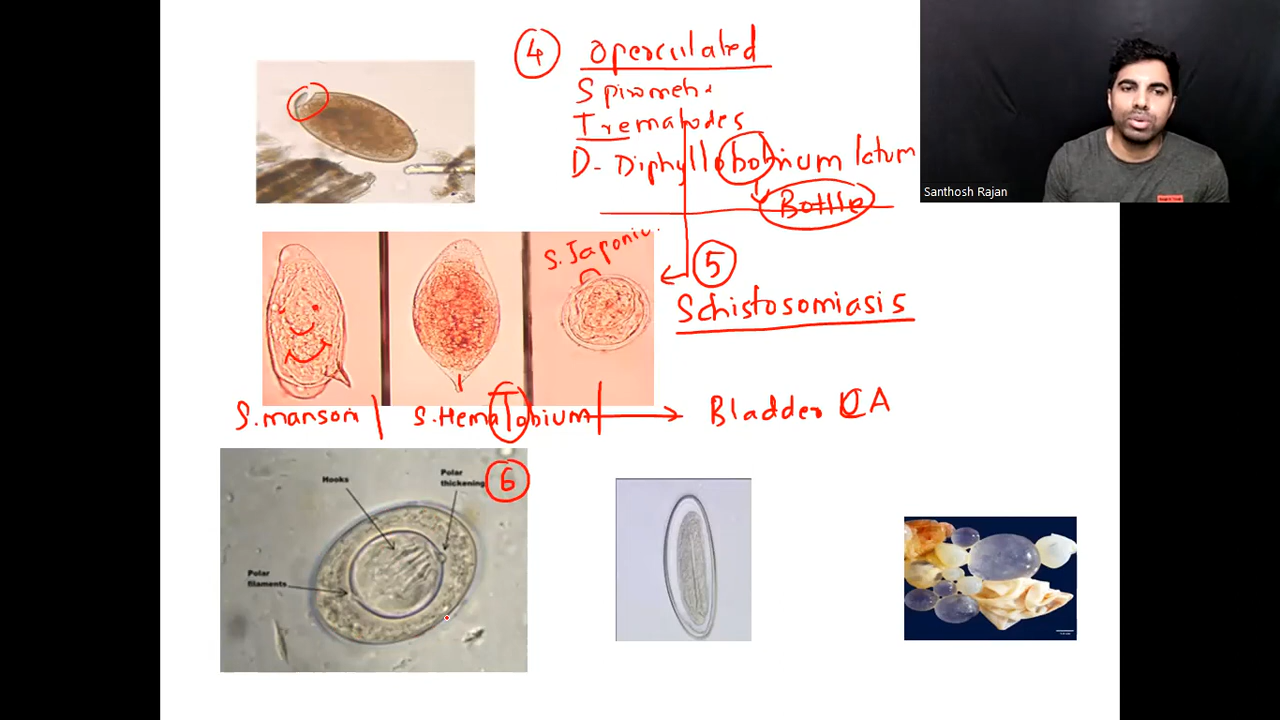 4 Operculated
Spirometra
Trematodes
D- Diphyllobothrium latum
Bottle
S. Japoniu.
5
Schistosomiasis
S.mansoni
S.HemaTobium → Bladder CA
6
Hooks
Polar thickening
Polar filaments
Santhosh Rajan